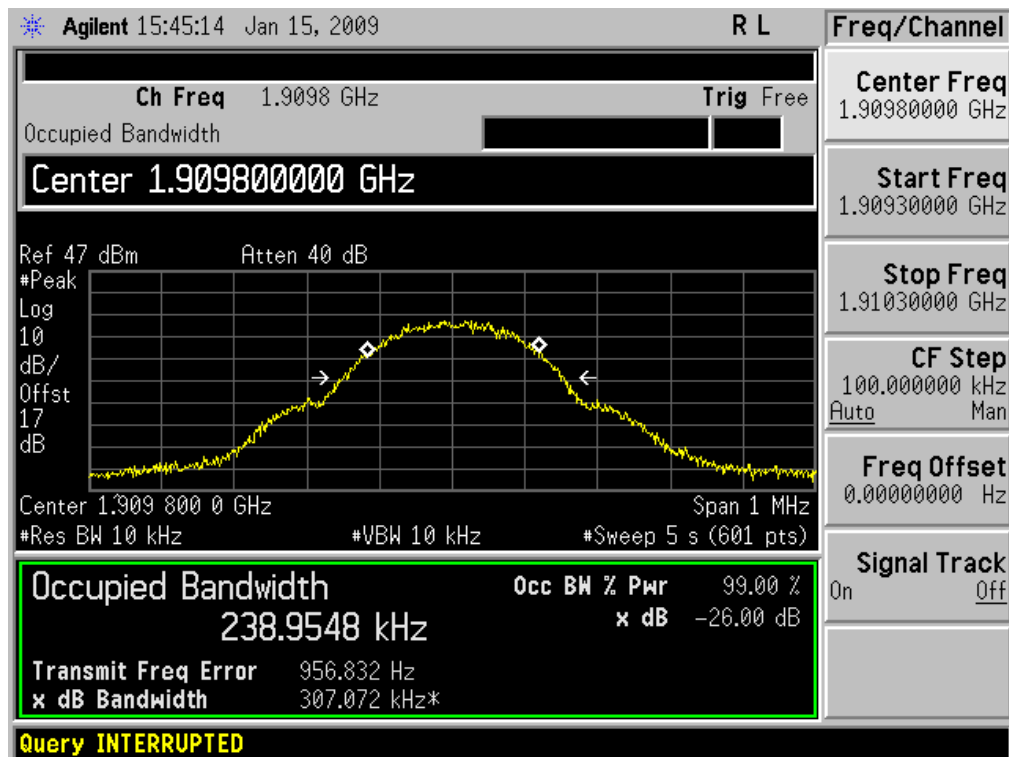 Agilent 15:45:14 Jan 15, 2009 R L
Ch Freq 1.9098 GHz Trig Free
Occupied Bandwidth
Center 1.909800000 GHz
Ref 47 dBm Atten 40 dB
#Peak
Log
10
dB/
Offst
17
dB
Center 1.909 800 0 GHz Span 1 MHz
#Res BW 10 kHz #VBW 10 kHz #Sweep 5 s (601 pts)
Occupied Bandwidth Occ BW % Pwr 99.00 %
238.9548 kHz x dB -26.00 dB
Transmit Freq Error 956.832 Hz
x dB Bandwidth 307.072 kHz*
Query INTERRUPTED
Freq/Channel
Center Freq
1.90980000 GHz
Start Freq
1.90930000 GHz
Stop Freq
1.91030000 GHz
CF Step
100.000000 kHz
Auto Man
Freq Offset
0.00000000 Hz
Signal Track
On Off